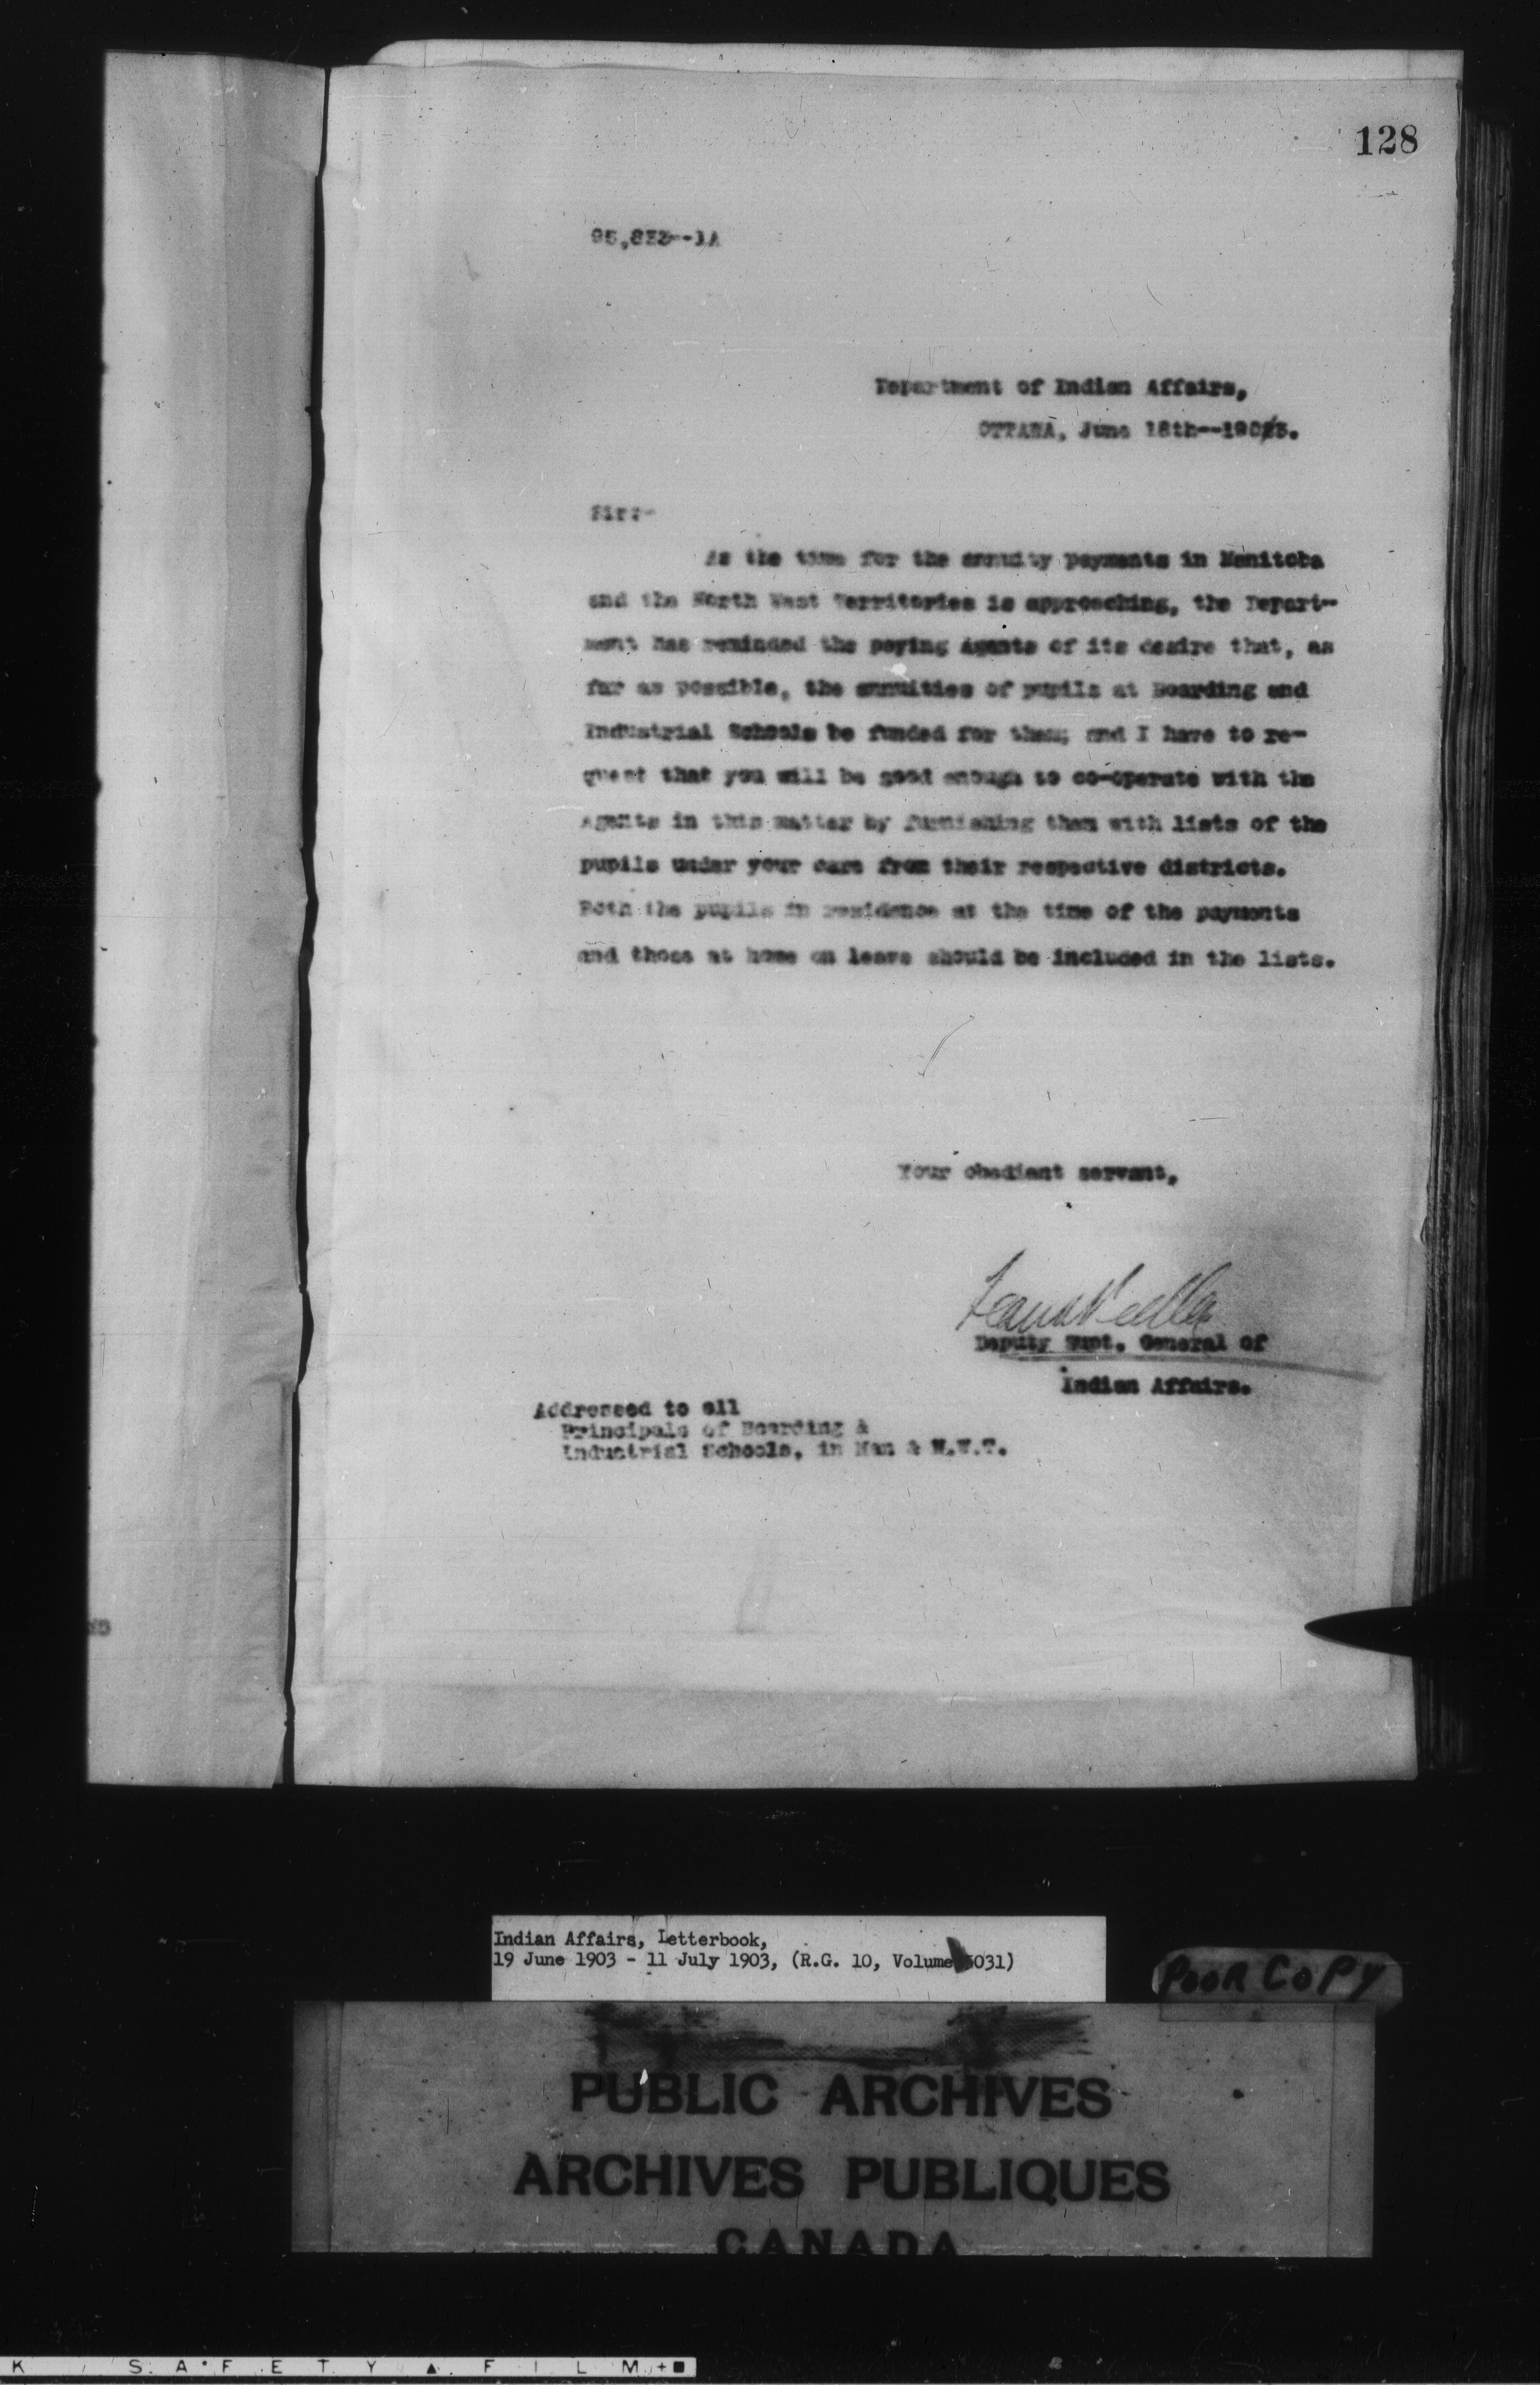 128
95,833--1A
Department of Indian Affairs,
OTTAWA, June 18th--1903.
Sir:-
As the time for the annuity payments in Manitoba
and the North West Territories is approaching, the Depart-
ment has reminded the paying Agents of its desire that, as
far as possible, the annuities of pupils at Boarding and
Industrial Schools be funded for them; and I have to re-
quest that you will be good enough to co-operate with the
Agents in this matter by furnishing them with lists of the
pupils under your care from their respective districts.
Both the pupils in residence at the time of the payments
and those at home on leave should be included in the lists.
Your obedient servant,
Deputy Supt. General of
Indian Affairs.
Addressed to all
Principals of Boarding &
Industrial Schools, in Man & N.W.T.
Indian Affairs, Letterbook,
19 June 1903 - 11 July 1903, (R.G. 10, Volume 5031)
POOR COPY
PUBLIC ARCHIVES
ARCHIVES PUBLIQUES
CANADA
K SAFETY ▲ FILM +■